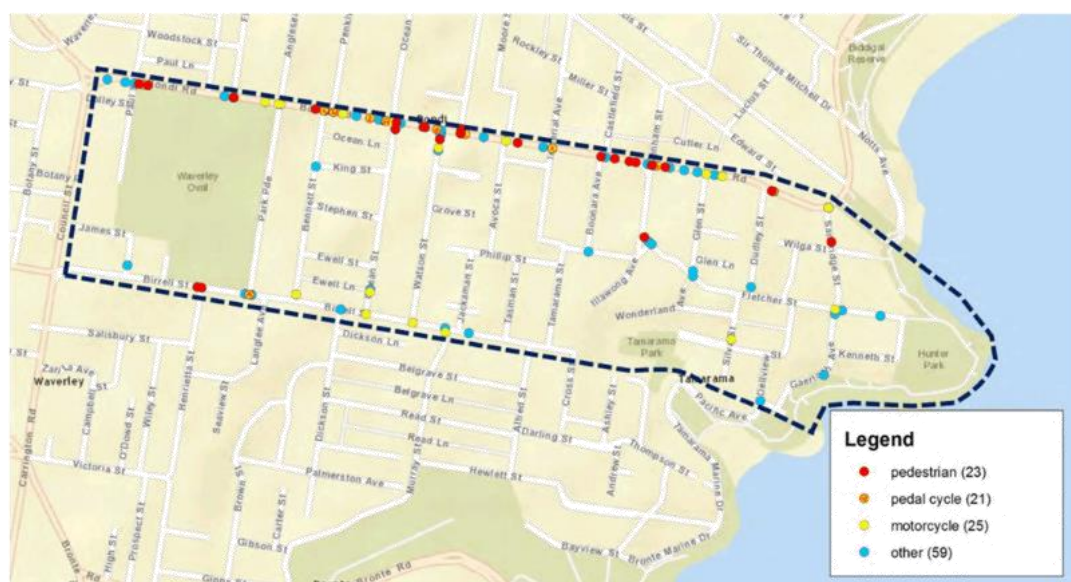 Woodstock St
Paul Ln
Rockley St
Miller St
Castlefield St
Sir Thomas Mitchell Dr
Lucius St
Biddigal
Reserve
Edward St
Notts Ave
Cutler Ln
Ocean Ln
King St
Botany St
Council St
Waverley
Oval
Park Pde
Bennett St
Stephen St
Grove St
Avoca St
Boonara Ave
Glen St
Dudley St
Wilga St
James St
Ewell St
Ewell Ln
Watson St
Phillip St
Glen Ln
Illawong Ave
Fletcher St
Birrell St
Jackaman St
Tasman St
Tamarama St
Wonderland Ave
Salisbury St
Langlee Ave
Dickson Ln
Tamarama
Park
Silva St
Dellview
Kenneth St
Hunter
Park
Waverley
Henrietta St
Belgrave St
Belgrave Ln
Cross St
Tamarama
Gaerloch Ave
Pacific Ave
Campbell St
O'Dowd St
Wiley St
Seaview St
Dickson St
Read St
Read Ln
Alfred St
Darling St
Ashley St
Carrington Rd
Victoria St
Palmerston Ave
Murray St
Hewlett St
Andrew St
Thompson St
Tamarama Marine Dr
Brown St
Carter St
Prospect St
High St
Gibson St
Bayview St
Bronte Marine Dr
Bronte Rd
Legend
pedestrian (23)
pedal cycle (21)
motorcycle (25)
other (59)